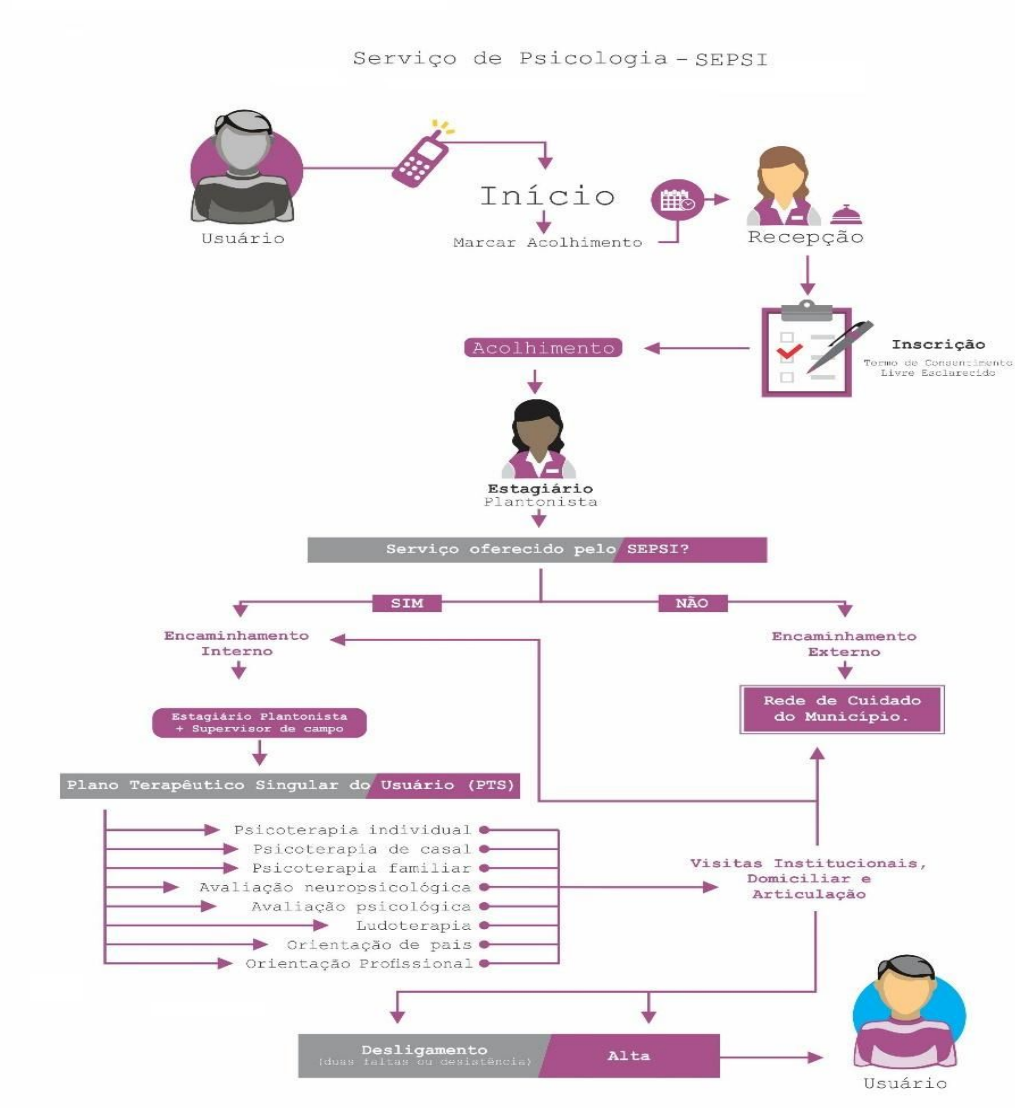 Serviço de Psicologia - SEPSI
Usuário
Início
Marcar Acolhimento
Recepção
Inscrição
Termo de Consentimento
Livre Esclarecido
Acolhimento
Estagiário
Plantonista
Serviço oferecido pelo SEPSI?
SIM
NÃO
Encaminhamento
Interno
Encaminhamento
Externo
Estagiário Plantonista
+ Supervisor de campo
Rede de Cuidado
do Município.
Plano Terapêutico Singular do Usuário (PTS)
Psicoterapia individual
Psicoterapia de casal
Psicoterapia familiar
Avaliação neuropsicológica
Avaliação psicológica
Ludoterapia
Orientação de pais
Orientação Profissional
Visitas Institucionais,
Domiciliar e
Articulação
Desligamento
(duas faltas ou desistência)
Alta
Usuário